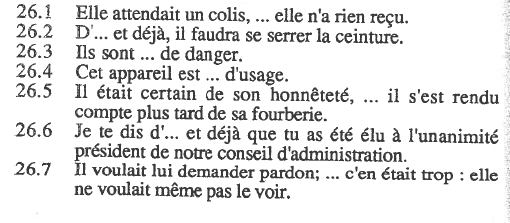 26.1 Elle attendait un colis, ... elle n'a rien reçu.
26.2 D'... et déjà, il faudra se serrer la ceinture.
26.3 Ils sont ... de danger.
26.4 Cet appareil est ... d'usage.
26.5 Il était certain de son honnêteté, ... il s'est rendu
compte plus tard de sa fourberie.
26.6 Je te dis d'... et déjà que tu as été élu à l'unanimité
président de notre conseil d'administration.
26.7 Il voulait lui demander pardon; ... c'en était trop : elle
ne voulait même pas le voir.